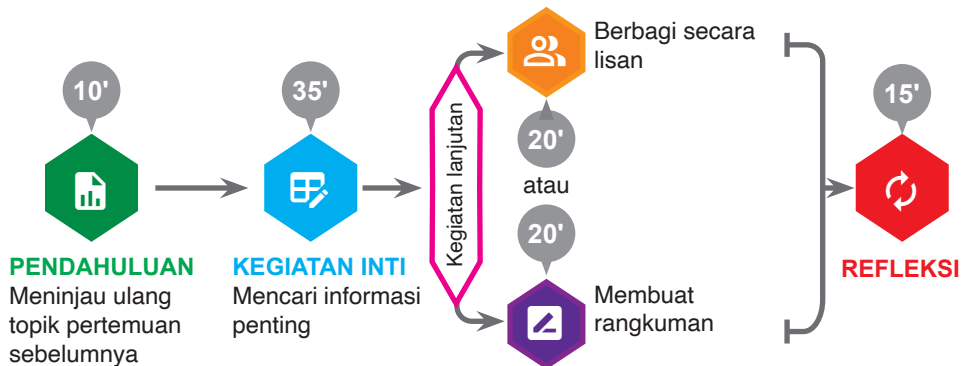 10'
PENDAHULUAN
Meninjau ulang
topik pertemuan
sebelumnya
35'
KEGIATAN INTI
Mencari informasi
penting
Kegiatan lanjutan
Berbagi secara
lisan
20'
atau
20'
Membuat
rangkuman
15'
REFLEKSI